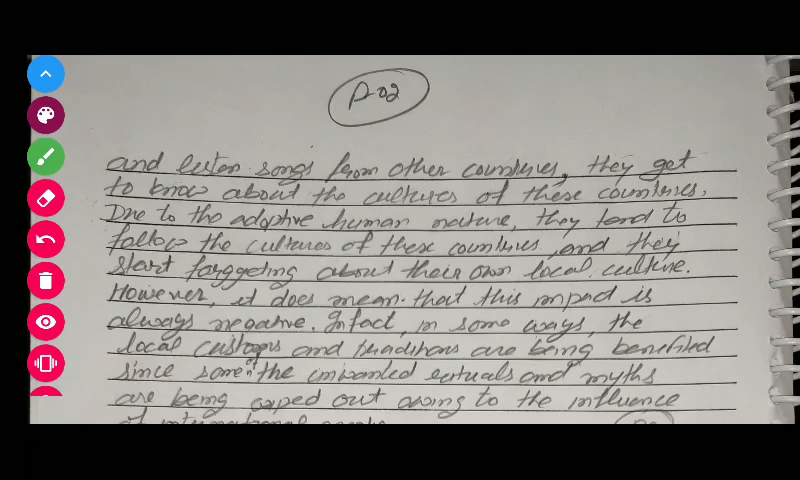 P-02
and listen songs from other countries, they get
to know about the cultures of these countries.
Due to the adoptive human nature, they tend to
follow the cultures of these countries, and they
start forggeting about their own local culture.
However, it does mean that this impact is
always negative. Infact, in some ways, the
local customs and traditions are being benefited
since some of the unwanted rituals and myths
are being wiped out owing to the influence
of international